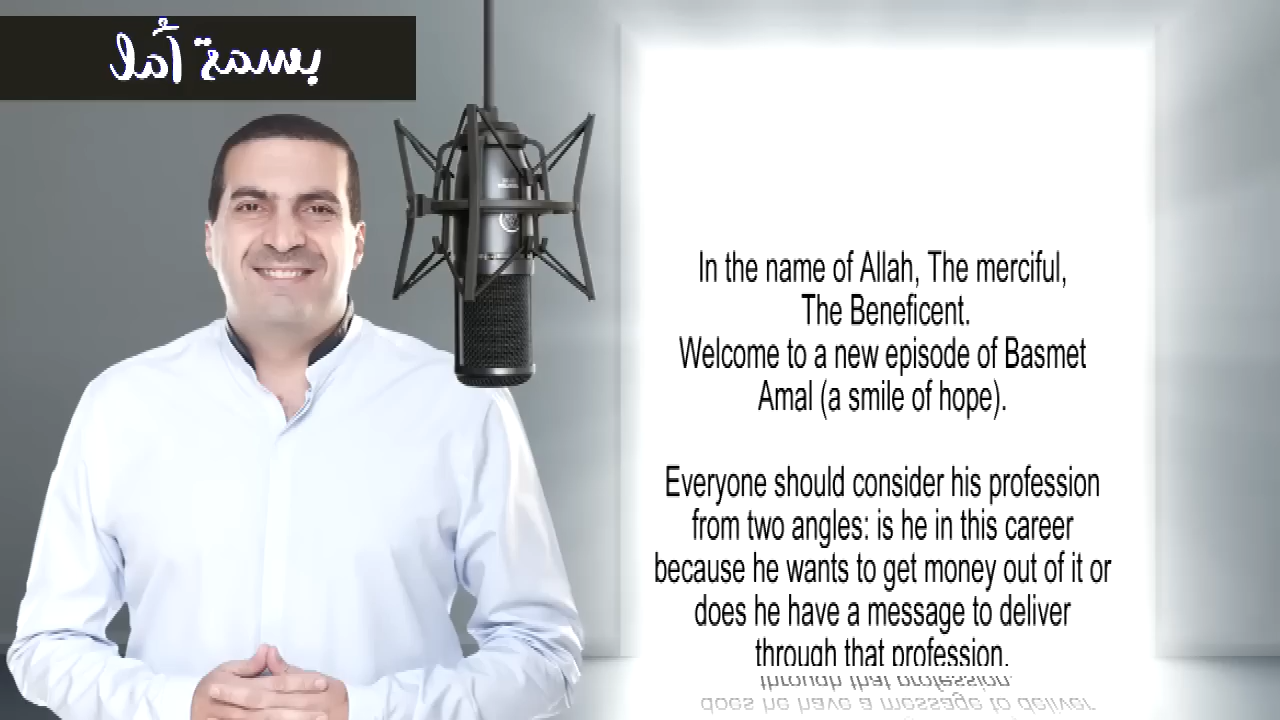 بسمة أمل
In the name of Allah, The merciful,
The Beneficent.
Welcome to a new episode of Basmet
Amal (a smile of hope).
Everyone should consider his profession
from two angles: is he in this career
because he wants to get money out of it or
does he have a message to deliver
through that profession.